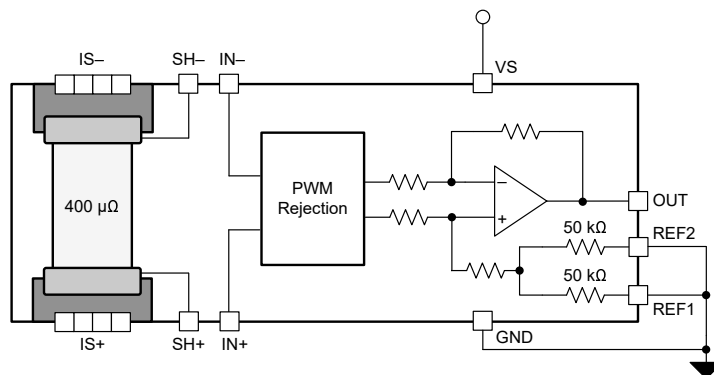 IS–
SH–
IN–
VS
400 µΩ
PWM
Rejection
–
+
OUT
50 kΩ
REF2
50 kΩ
REF1
IS+
SH+
IN+
GND